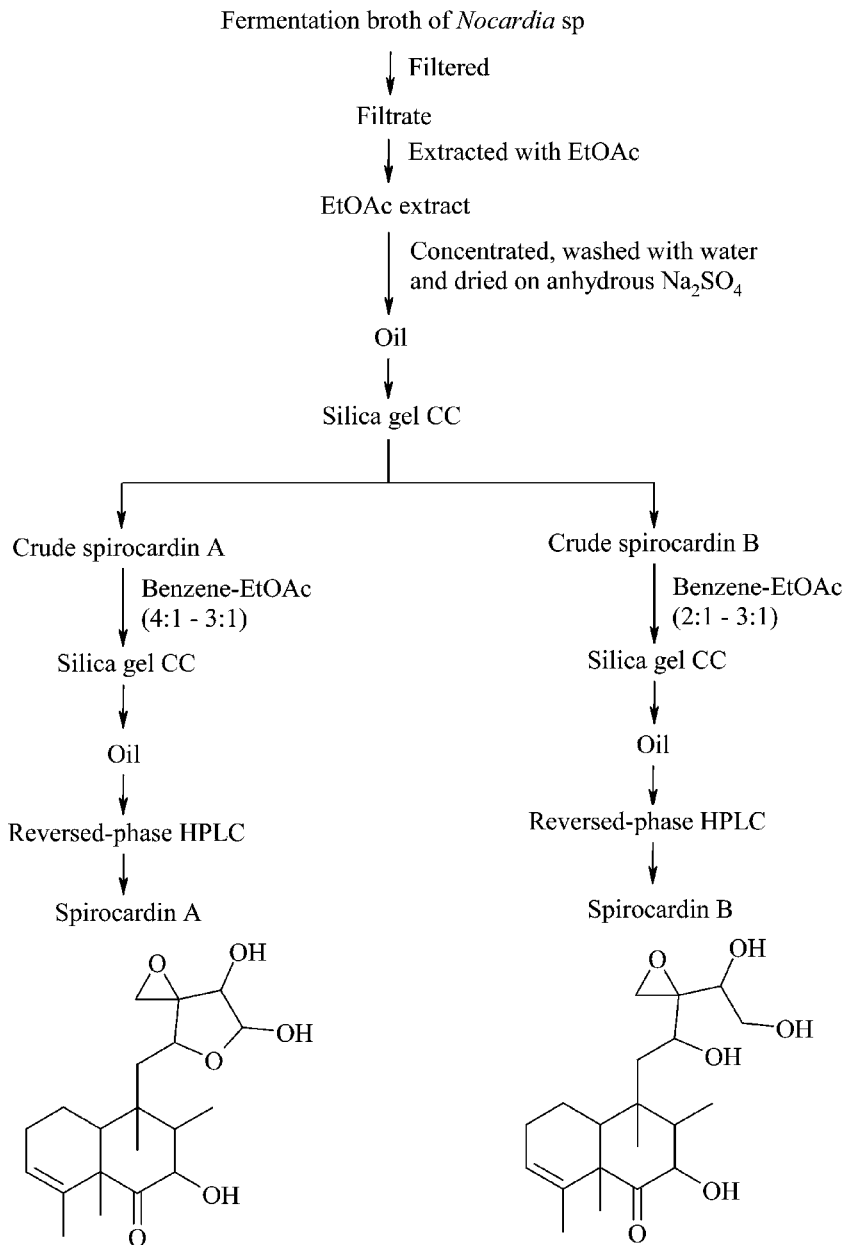 Fermentation broth of Nocardia sp
Filtered
Filtrate
Extracted with EtOAc
EtOAc extract
Concentrated, washed with water
and dried on anhydrous Na₂SO₄
Oil
Silica gel CC
Crude spirocardin A
Benzene-EtOAc
(4:1 - 3:1)
Silica gel CC
Oil
Reversed-phase HPLC
Spirocardin A
O
OH
OH
O
OH
O
Crude spirocardin B
Benzene-EtOAc
(2:1 - 3:1)
Silica gel CC
Oil
Reversed-phase HPLC
Spirocardin B
OH
O
OH
OH
OH
O